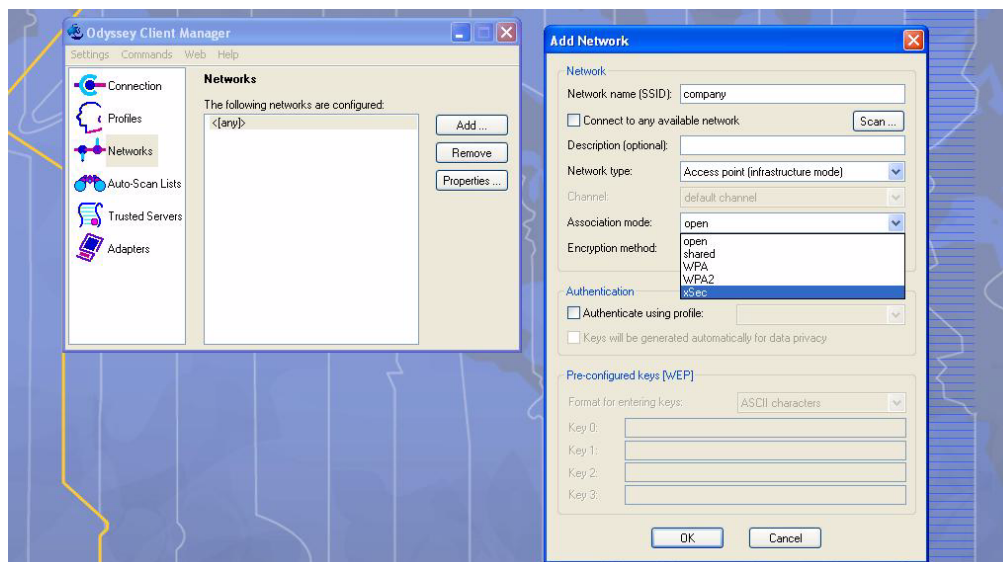 Odyssey Client Manager
Settings Commands Web Help
Connection
Profiles
Networks
Auto-Scan Lists
Trusted Servers
Adapters
Networks
The following networks are configured:
<[any]>
Add ...
Remove
Properties ...
Add Network
Network
Network name (SSID): company
Connect to any available network Scan ...
Description (optional):
Network type: Access point (infrastructure mode)
Channel: default channel
Association mode: open
Encryption method:
open
shared
WPA
WPA2
xSec
Authentication
Authenticate using profile:
Keys will be generated automatically for data privacy
Pre-configured keys [WEP]
Format for entering keys: ASCII characters
Key 0:
Key 1:
Key 2:
Key 3:
OK Cancel